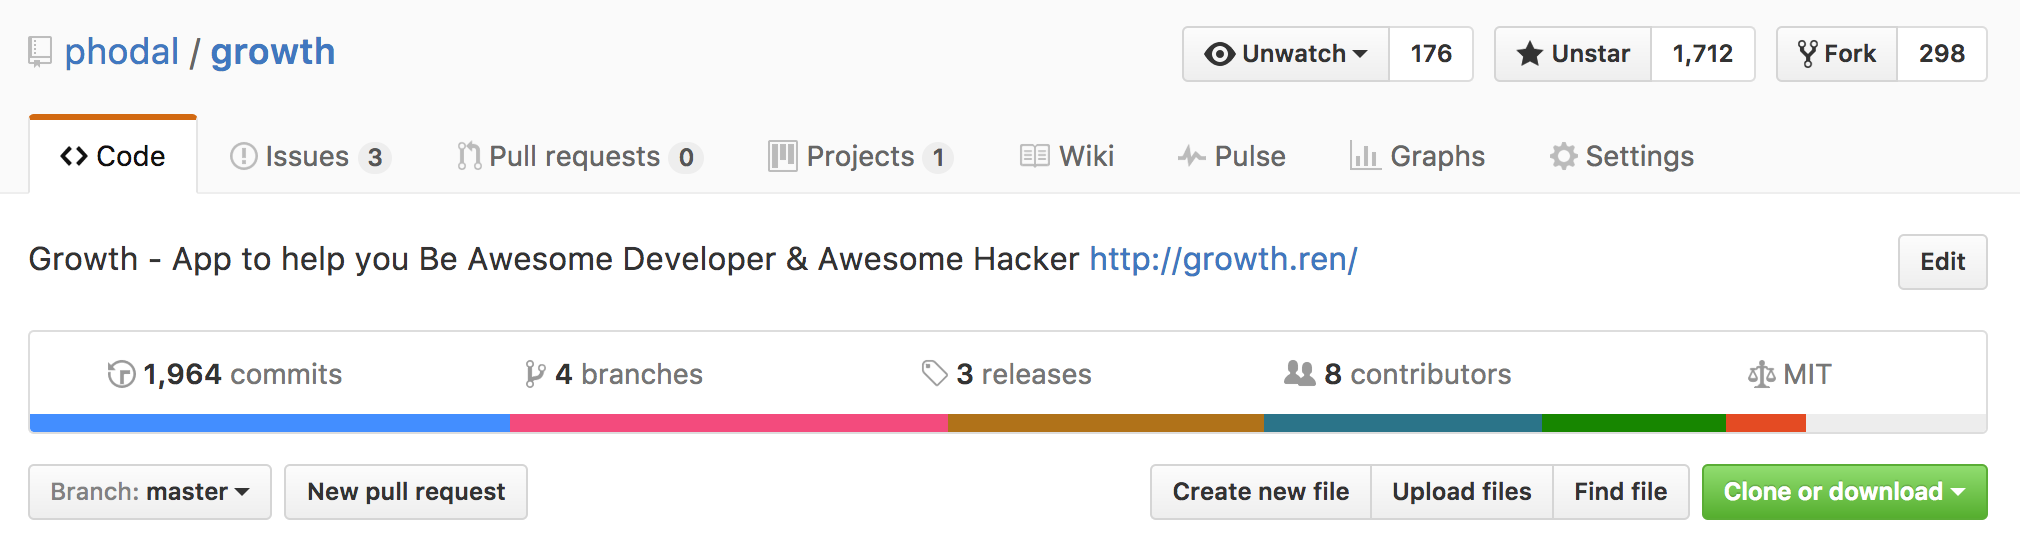 phodal / growth
Unwatch 176 Unstar 1,712 Fork 298
Code Issues 3 Pull requests 0 Projects 1 Wiki Pulse Graphs Settings
Growth - App to help you Be Awesome Developer & Awesome Hacker http://growth.ren/ Edit
1,964 commits 4 branches 3 releases 8 contributors MIT
Branch: master New pull request Create new file Upload files Find file Clone or download